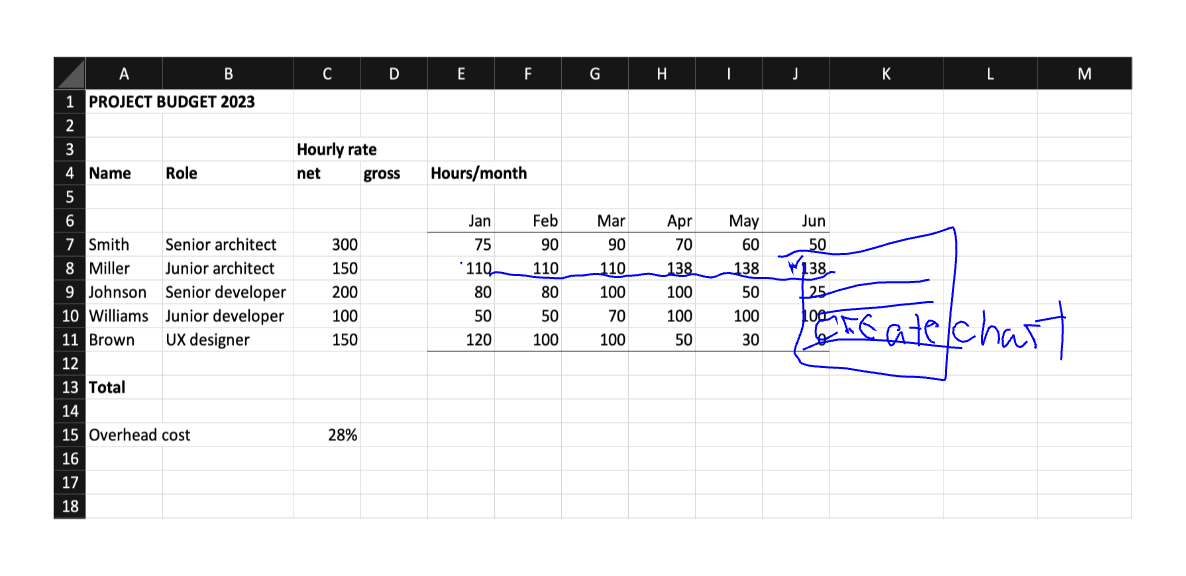 A B C D E F G H I J K L M
1 PROJECT BUDGET 2023
2
3 Hourly rate
4 Name Role net gross Hours/month
5
6 Jan Feb Mar Apr May Jun
7 Smith Senior architect 300 75 90 90 70 60 50
8 Miller Junior architect 150 110 110 110 138 138 138
9 Johnson Senior developer 200 80 80 100 100 50 25
10 Williams Junior developer 100 50 50 70 100 100 100
11 Brown UX designer 150 120 100 100 50 30 0
create chart
12
13 Total
14
15 Overhead cost 28%
16
17
18